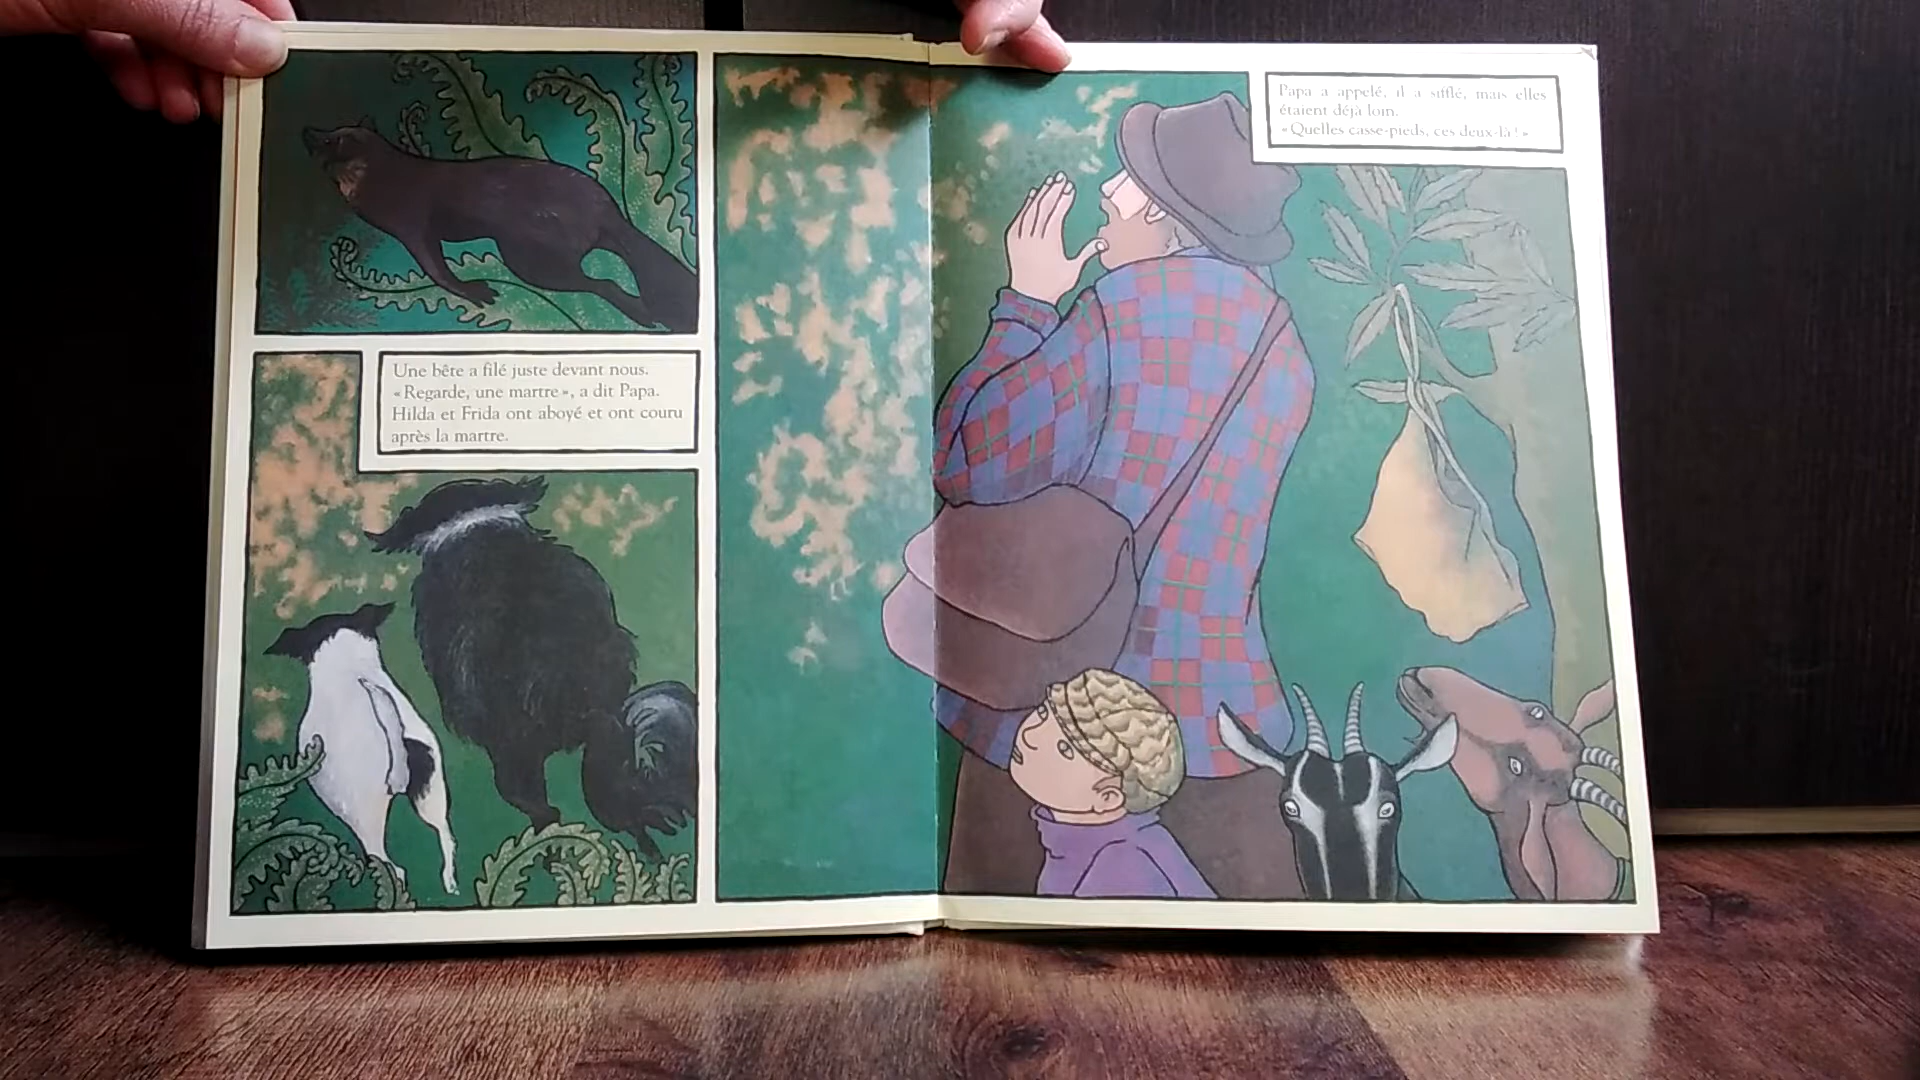 Une bête a filé juste devant nous.
« Regarde, une martre », a dit Papa.
Hilda et Frida ont aboyé et ont couru
après la martre.
Papa a appelé, il a sifflé, mais elles
étaient déjà loin.
« Quelles casse-pieds, ces deux-là ! »